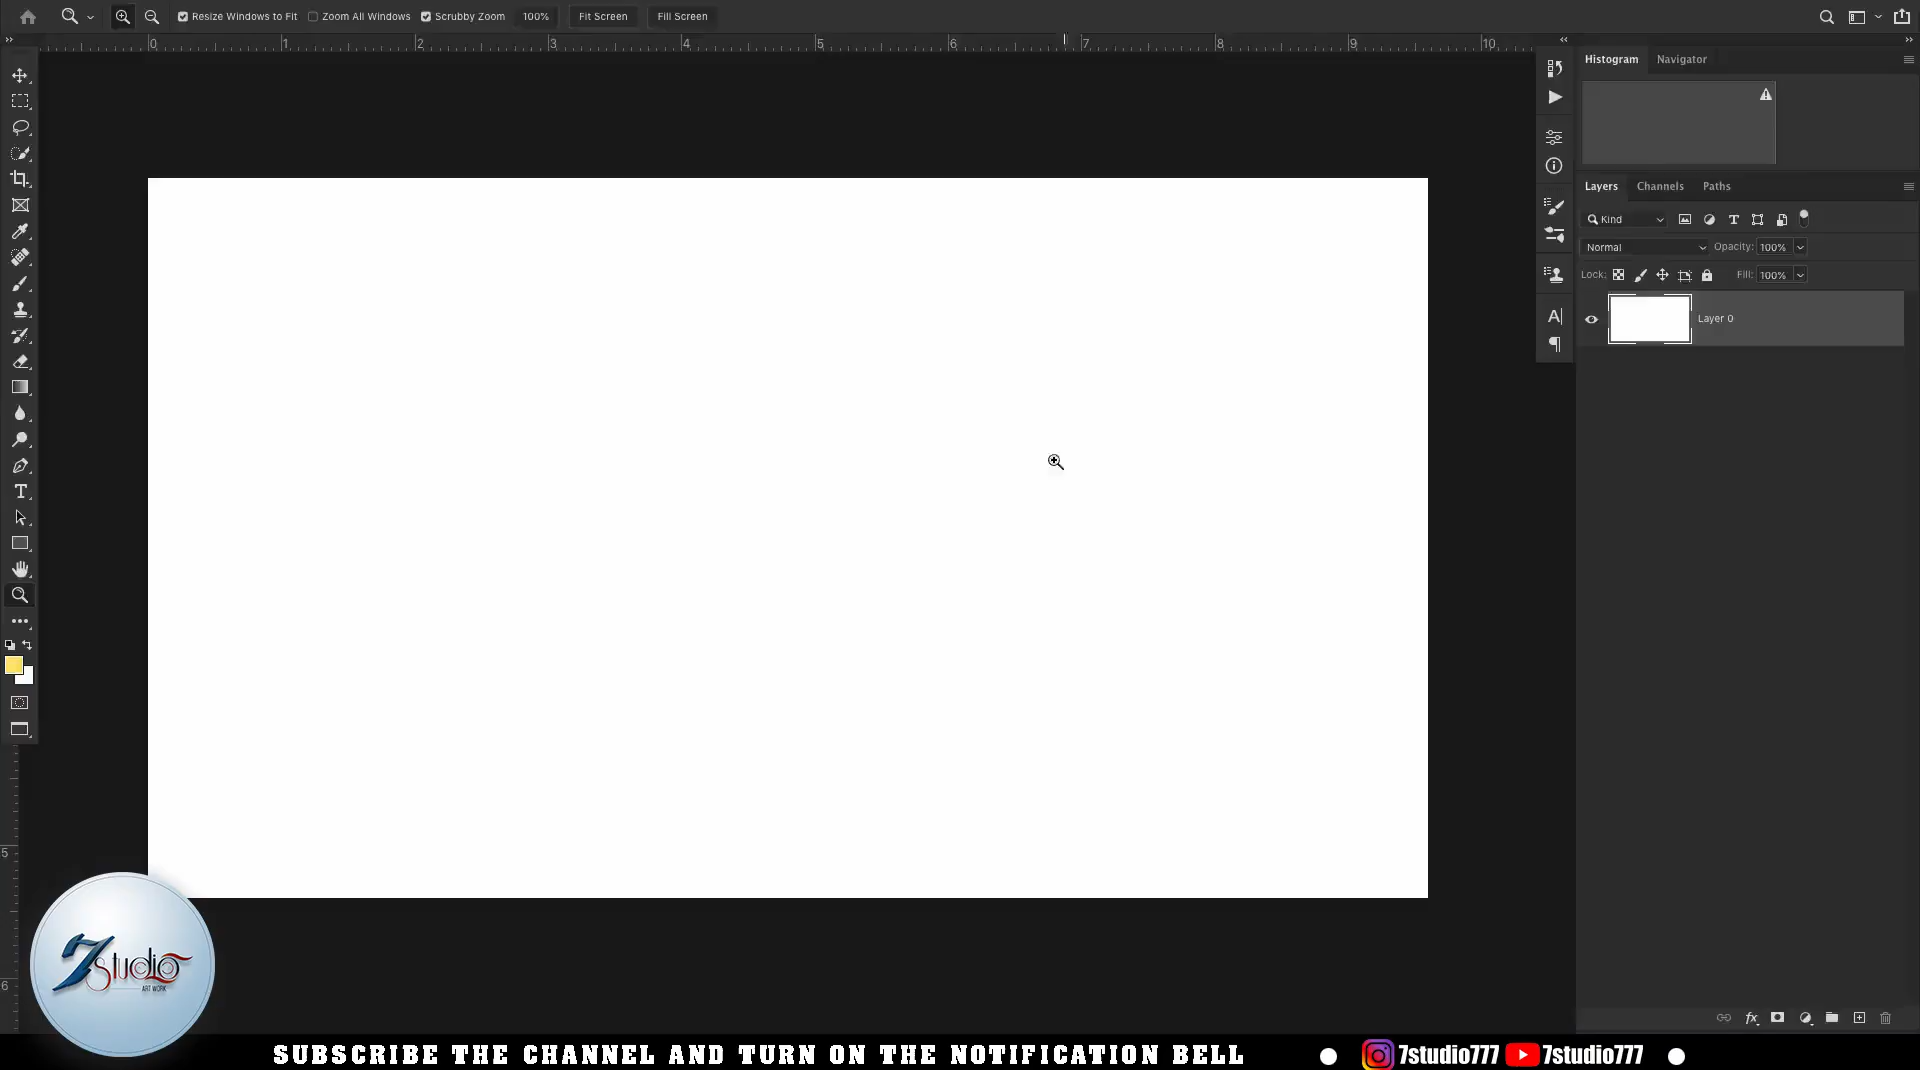 Resize Windows to Fit Zoom All Windows Scrubby Zoom 100% Fit Screen Fill Screen
0 1 2 3 4 5 6 7 8 9 10
Histogram Navigator
Layers Channels Paths
Kind
Normal Opacity: 100%
Lock: Fill: 100%
Layer 0
5
6
7studio
ART WORK
SUBSCRIBE THE CHANNEL AND TURN ON THE NOTIFICATION BELL 7studio777 7studio777